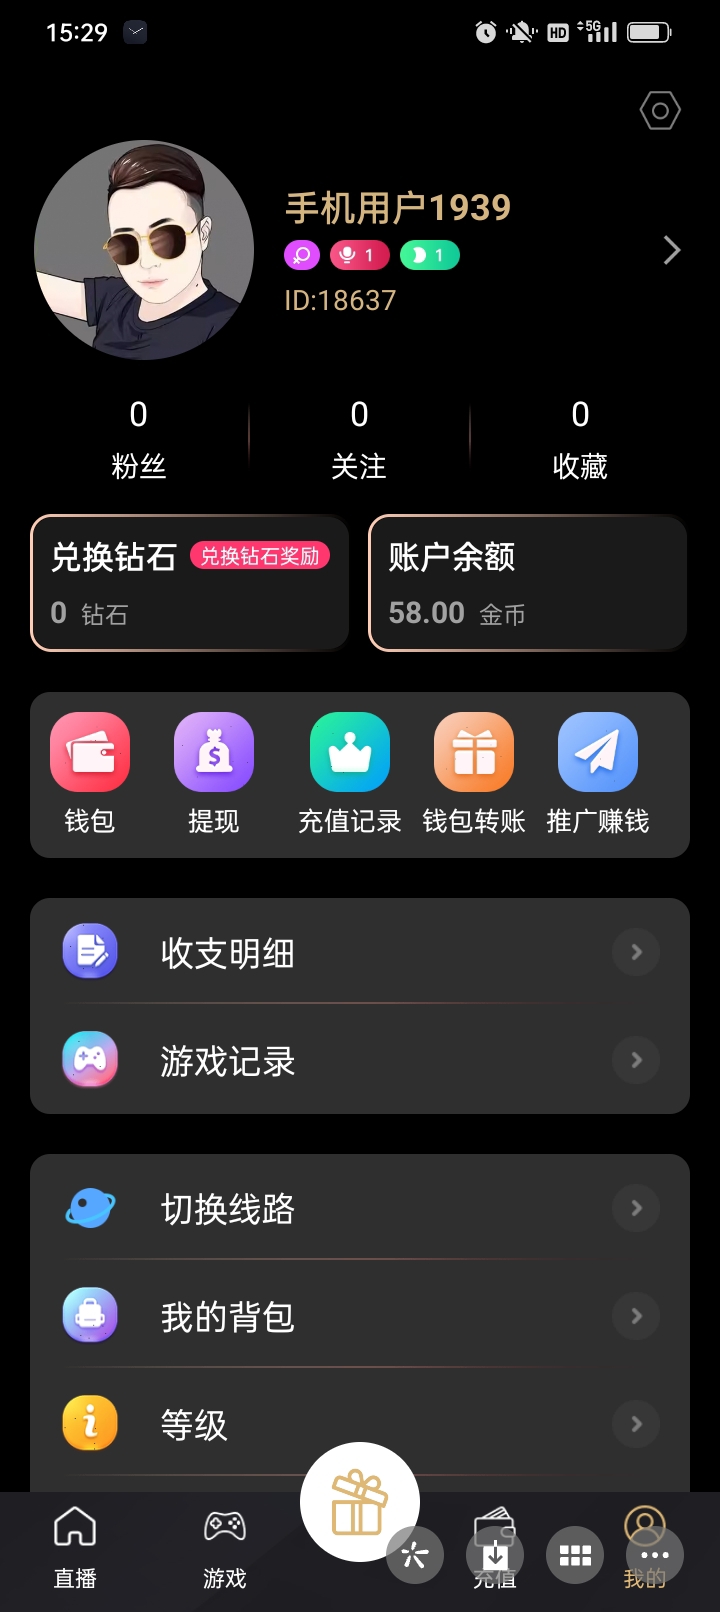 15:29
HD 5G
手机用户1939
1 1
ID:18637
0 0 0
粉丝 关注 收藏
兑换钻石 兑换钻石奖励 账户余额
0 钻石 58.00 金币
钱包 提现 充值记录 钱包转账 推广赚钱
收支明细
游戏记录
切换线路
我的背包
等级
直播 游戏 充值 我的